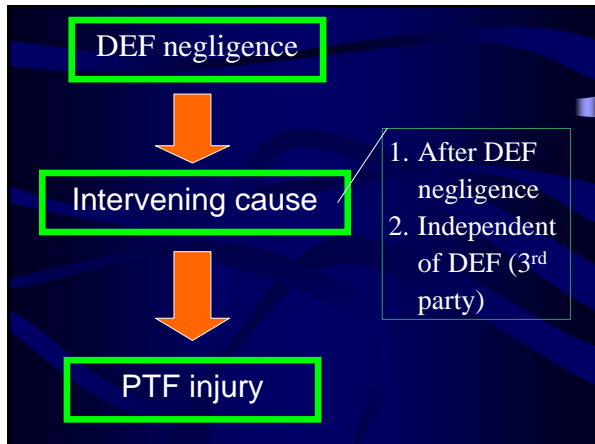 DEF negligence
Intervening cause
1. After DEF
negligence
2. Independent
of DEF (3rd
party)
PTF injury